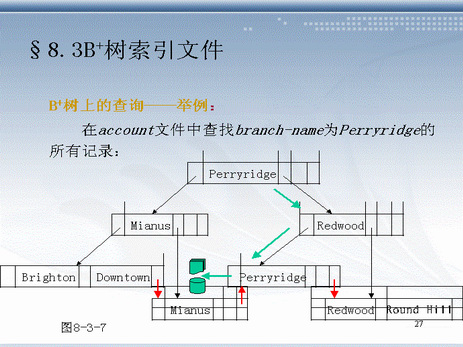 §8.3B⁺树索引文件
B⁺树上的查询——举例：
在account文件中查找branch-name为Perryridge的
所有记录：
Perryridge
Mianus
Redwood
Brighton
Downtown
Perryridge
Mianus
Redwood
Round Hill
图8-3-7
27